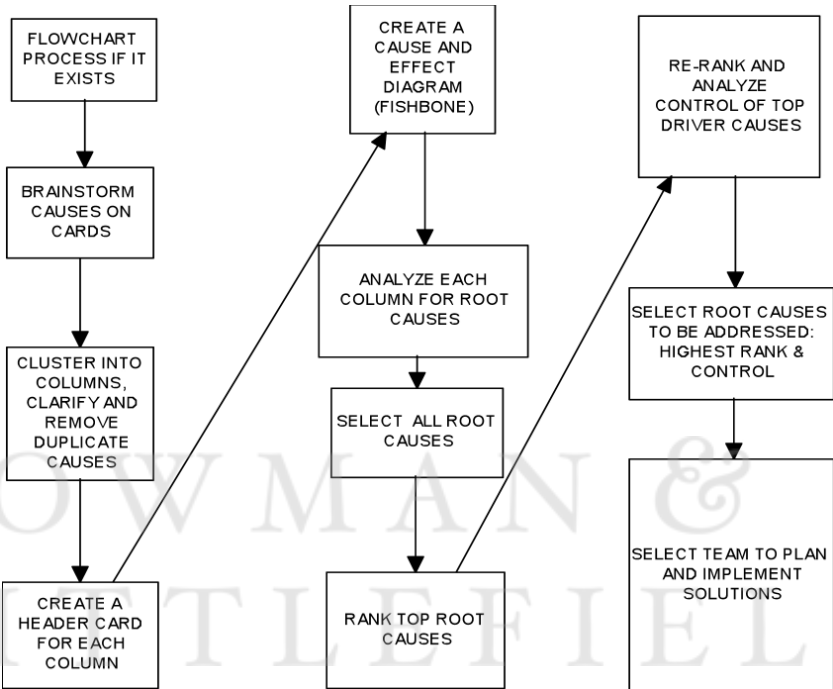 FLOWCHART
PROCESS IF IT
EXISTS
BRAINSTORM
CAUSES ON
CARDS
CLUSTER INTO
COLUMNS,
CLARIFY AND
REMOVE
DUPLICATE
CAUSES
CREATE A
HEADER CARD
FOR EACH
COLUMN
CREATE A
CAUSE AND
EFFECT
DIAGRAM
(FISHBONE)
ANALYZE EACH
COLUMN FOR ROOT
CAUSES
SELECT ALL ROOT
CAUSES
RANK TOP ROOT
CAUSES
RE-RANK AND
ANALYZE
CONTROL OF TOP
DRIVER CAUSES
SELECT ROOT CAUSES
TO BE ADDRESSED:
HIGHEST RANK &
CONTROL
SELECT TEAM TO PLAN
AND IMPLEMENT
SOLUTIONS
OWMAN &
ITTLEFIEL